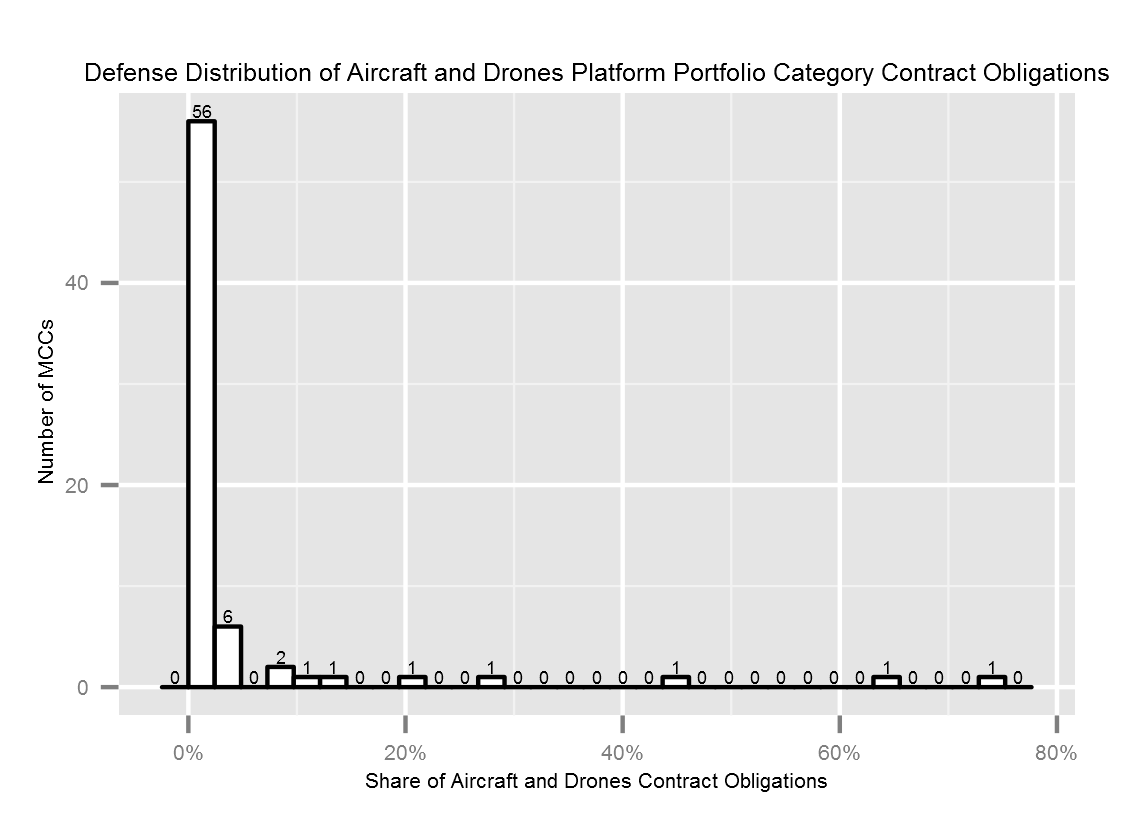 Defense Distribution of Aircraft and Drones Platform Portfolio Category Contract Obligations
56
40
Number of MCCs
20
6
0 0 2 1 1 0 0 1 0 0 1 0 0 0 0 0 0 1 0 0 0 0 0 0 0 1 0 0 0 1 0
0
0% 20% 40% 60% 80%
Share of Aircraft and Drones Contract Obligations